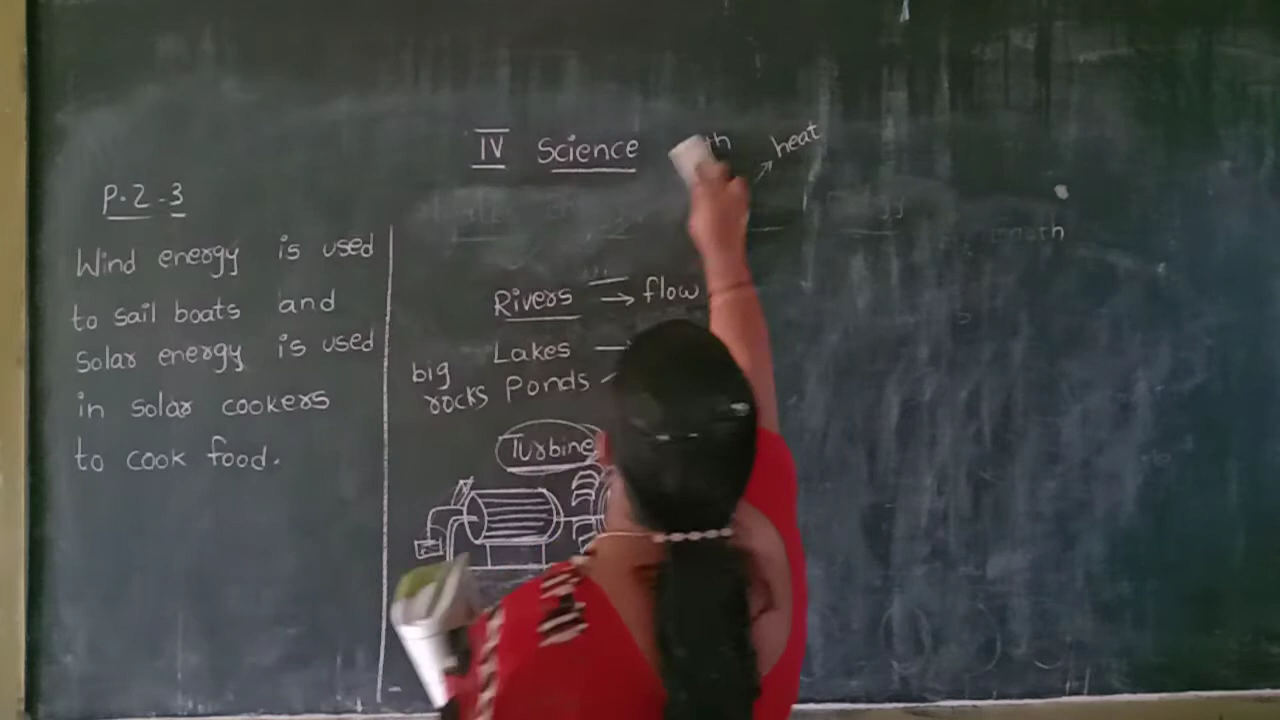 IV Science
heat
P.2.3
Wind energy is used
to sail boats and
solar energy is used
in solar cookers
to cook food.
Rivers → flow
Lakes
big
rocks Ponds
Turbine